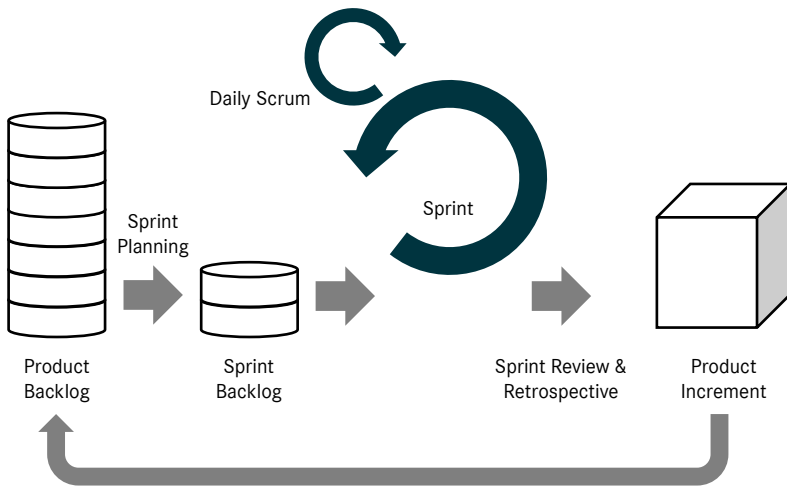 Daily Scrum
Sprint
Planning
Sprint
Product
Backlog
Sprint
Backlog
Sprint Review &
Retrospective
Product
Increment